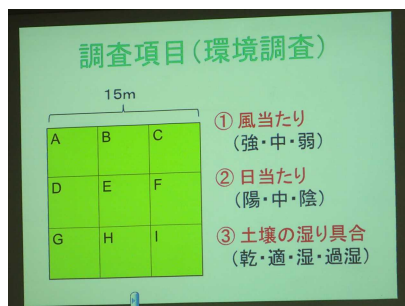 調査項目(環境調査)
15m
A B C
D E F
G H I
① 風当たり
(強・中・弱)
② 日当たり
(陽・中・陰)
③ 土壌の湿り具合
(乾・適・湿・過湿)